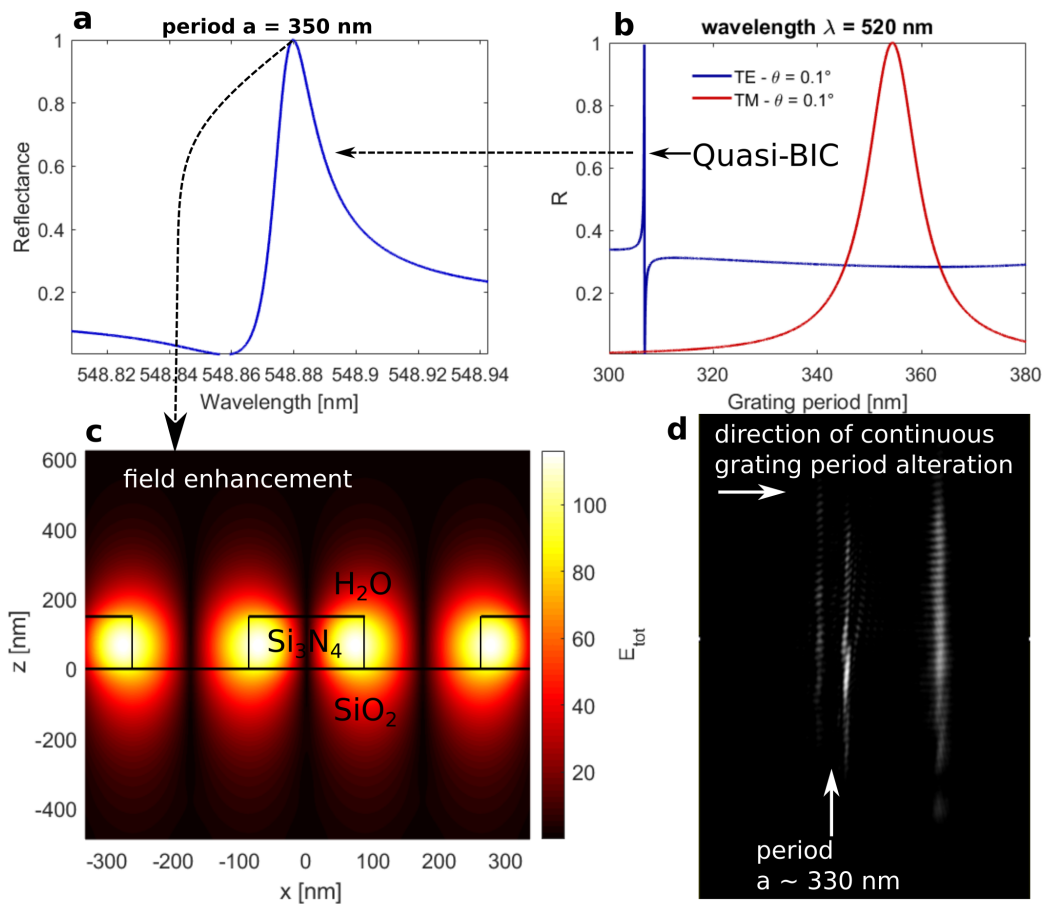 a
period a = 350 nm
1
0.8
0.6
0.4
0.2
Reflectance
548.82 548.84 548.86 548.88 548.9 548.92 548.94
Wavelength [nm]
b
wavelength λ = 520 nm
1
0.8
0.6
0.4
0.2
R
TE - θ = 0.1°
TM - θ = 0.1°
Quasi-BIC
300 320 340 360 380
Grating period [nm]
c
field enhancement
600
400
200
0
-200
-400
z [nm]
H₂O
Si₃N₄
SiO₂
-300 -200 -100 0 100 200 300
x [nm]
100
80
60
40
20
E_tot
d
direction of continuous
grating period alteration
period
a ~ 330 nm